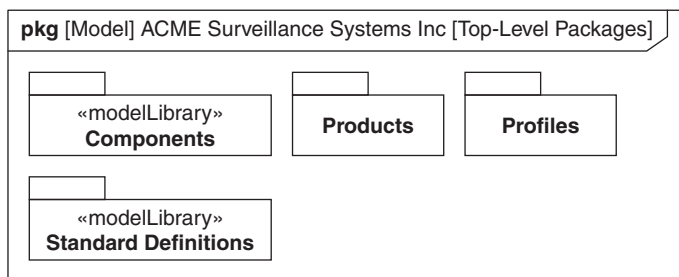 pkg [Model] ACME Surveillance Systems Inc [Top-Level Packages]
«modelLibrary»
Components
Products
Profiles
«modelLibrary»
Standard Definitions